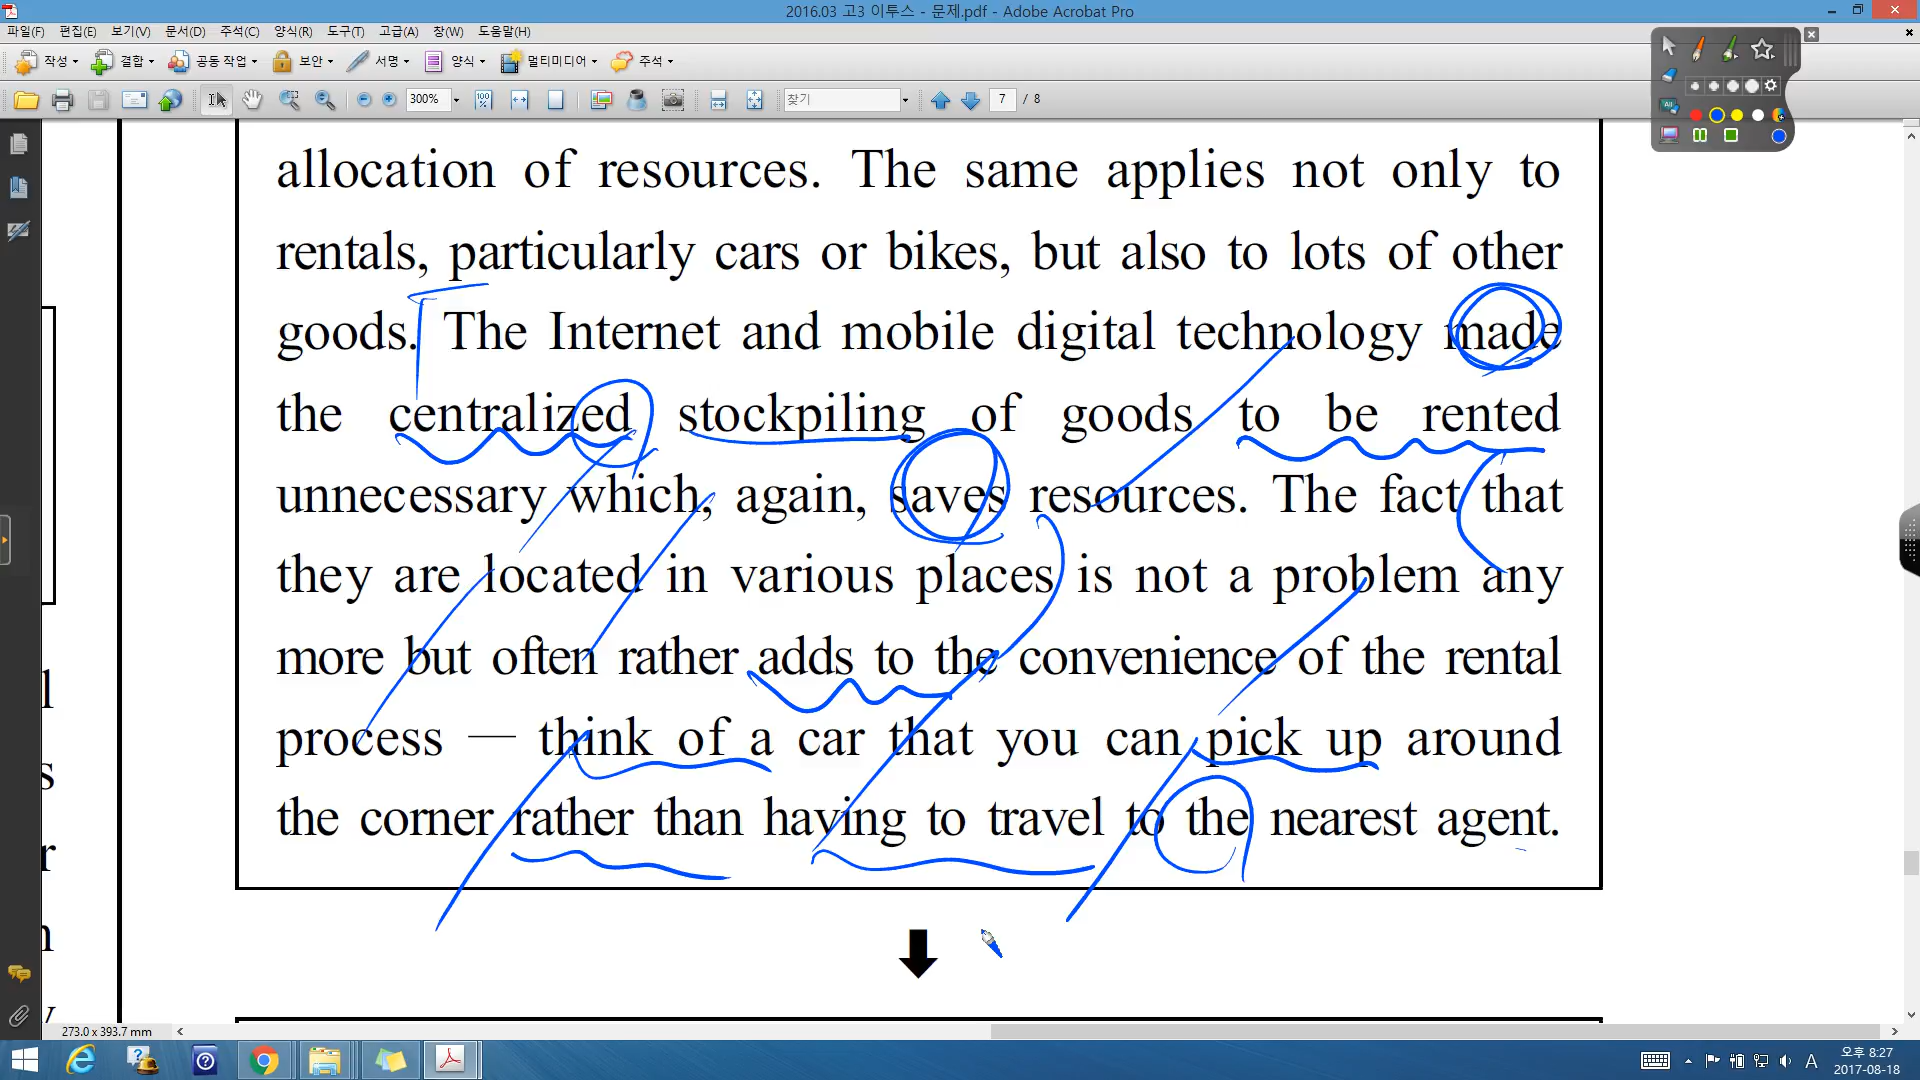 2016.03 고3 이투스 - 문제.pdf - Adobe Acrobat Pro
파일(F) 편집(E) 보기(V) 문서(D) 주석(C) 양식(R) 도구(T) 고급(A) 창(W) 도움말(H)
작성 결합 공동 작업 보안 서명 양식 멀티미디어 주석
300% 찾기 7 / 8
allocation of resources. The same applies not only to
rentals, particularly cars or bikes, but also to lots of other
goods. The Internet and mobile digital technology made
the centralized stockpiling of goods to be rented
unnecessary which, again, saves resources. The fact that
they are located in various places is not a problem any
more but often rather adds to the convenience of the rental
process — think of a car that you can pick up around
the corner rather than having to travel to the nearest agent.
l
s
r
n
y
273.0 x 393.7 mm
A
오후 8:27
2017-08-18